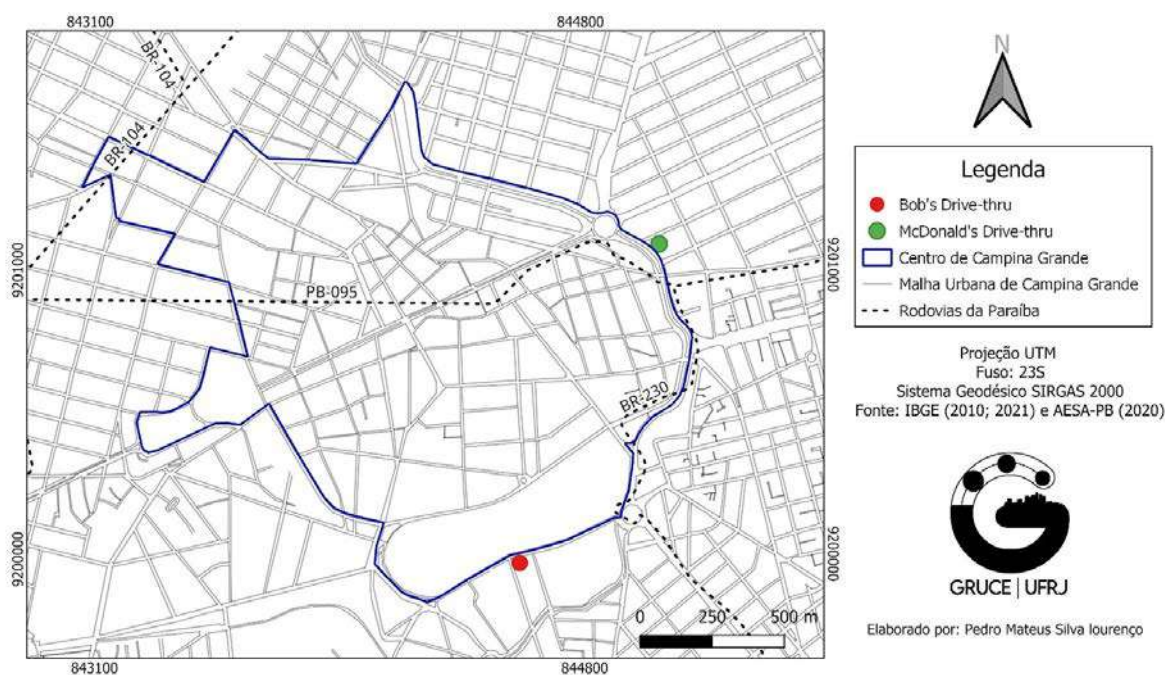 843100
844800
BR-104
BR-104
9201000
9201000
PB-095
BR-230
9200000
9200000
0 250 500 m
843100
844800
N
Legenda
Bob's Drive-thru
McDonald's Drive-thru
Centro de Campina Grande
Malha Urbana de Campina Grande
Rodovias da Paraíba
Projeção UTM
Fuso: 23S
Sistema Geodésico SIRGAS 2000
Fonte: IBGE (2010; 2021) e AESA-PB (2020)
GRUCE | UFRJ
Elaborado por: Pedro Mateus Silva lourenço